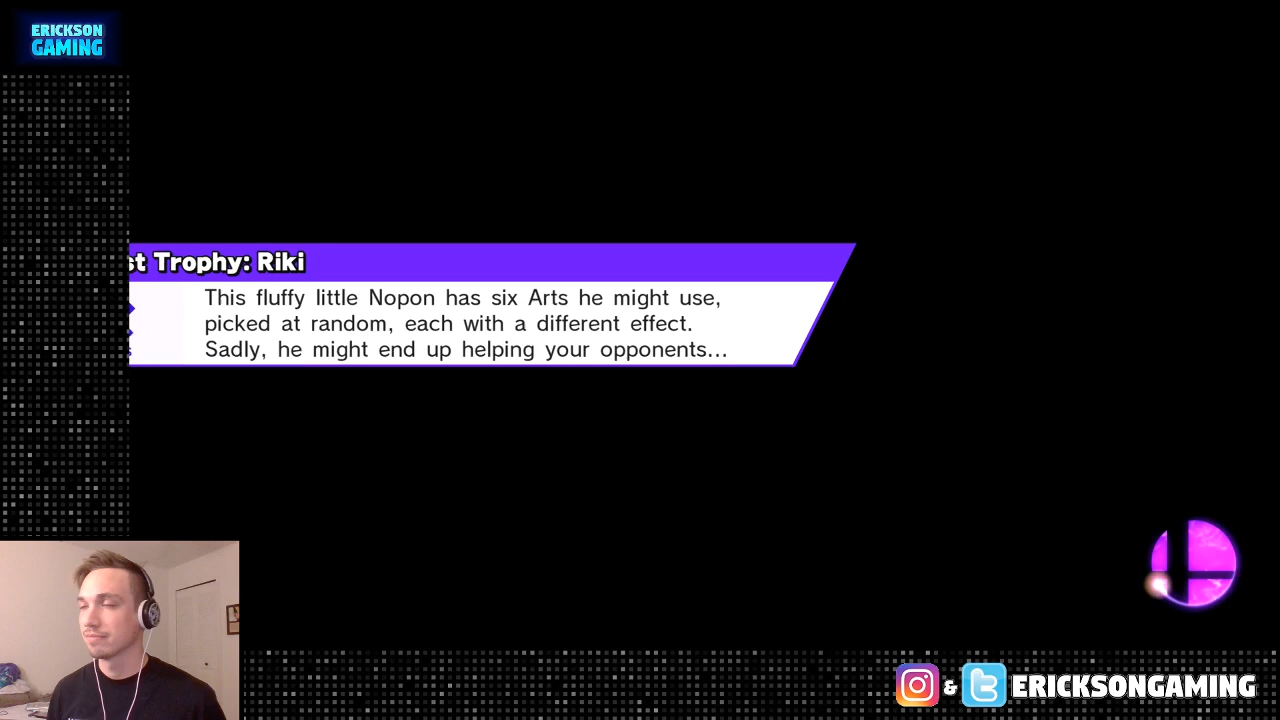 ERICKSON
GAMING
st Trophy: Riki
This fluffy little Nopon has six Arts he might use,
picked at random, each with a different effect.
Sadly, he might end up helping your opponents...
& ERICKSONGAMING